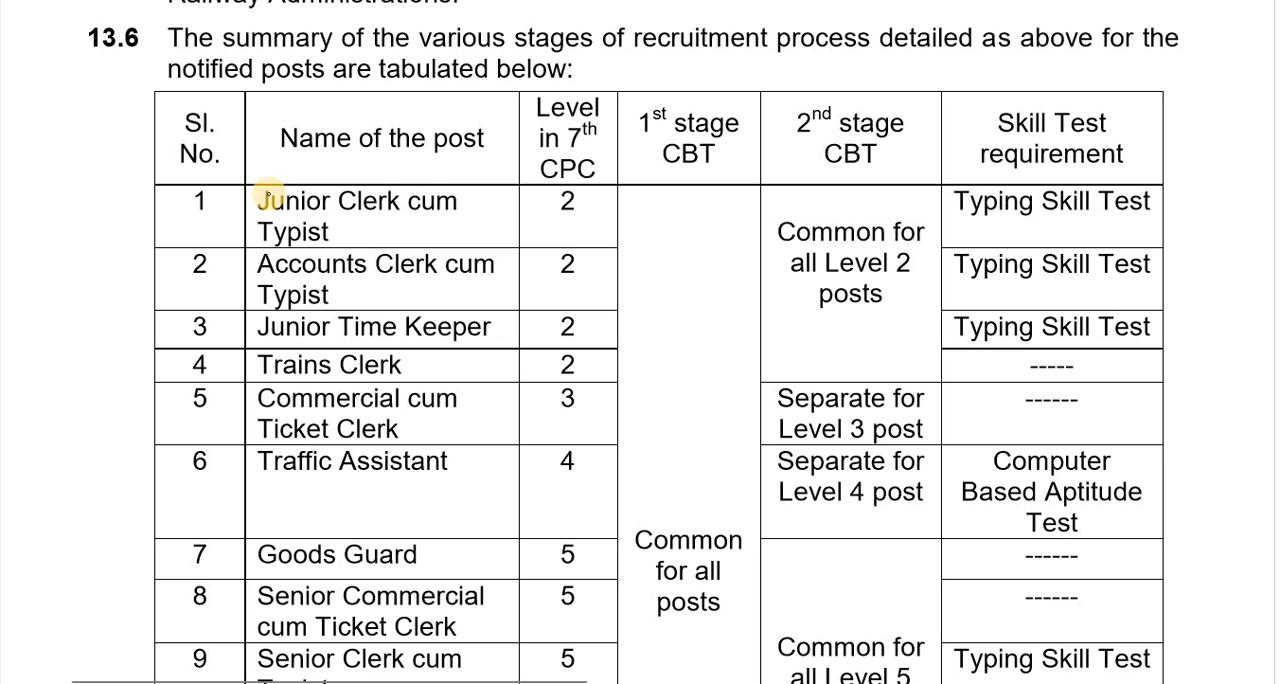 13.6 The summary of the various stages of recruitment process detailed as above for the
notified posts are tabulated below:
Sl. No. Name of the post Level in 7th CPC 1st stage CBT 2nd stage CBT Skill Test requirement
1 Junior Clerk cum Typist 2 Typing Skill Test
Common for all Level 2 posts
2 Accounts Clerk cum Typist 2 Typing Skill Test
3 Junior Time Keeper 2 Typing Skill Test
4 Trains Clerk 2 -----
5 Commercial cum Ticket Clerk 3 Separate for Level 3 post ------
6 Traffic Assistant 4 Separate for Level 4 post Computer Based Aptitude Test
Common for all posts
7 Goods Guard 5 ------
8 Senior Commercial cum Ticket Clerk 5 ------
9 Senior Clerk cum 5 Typing Skill Test
Common for all Level 5